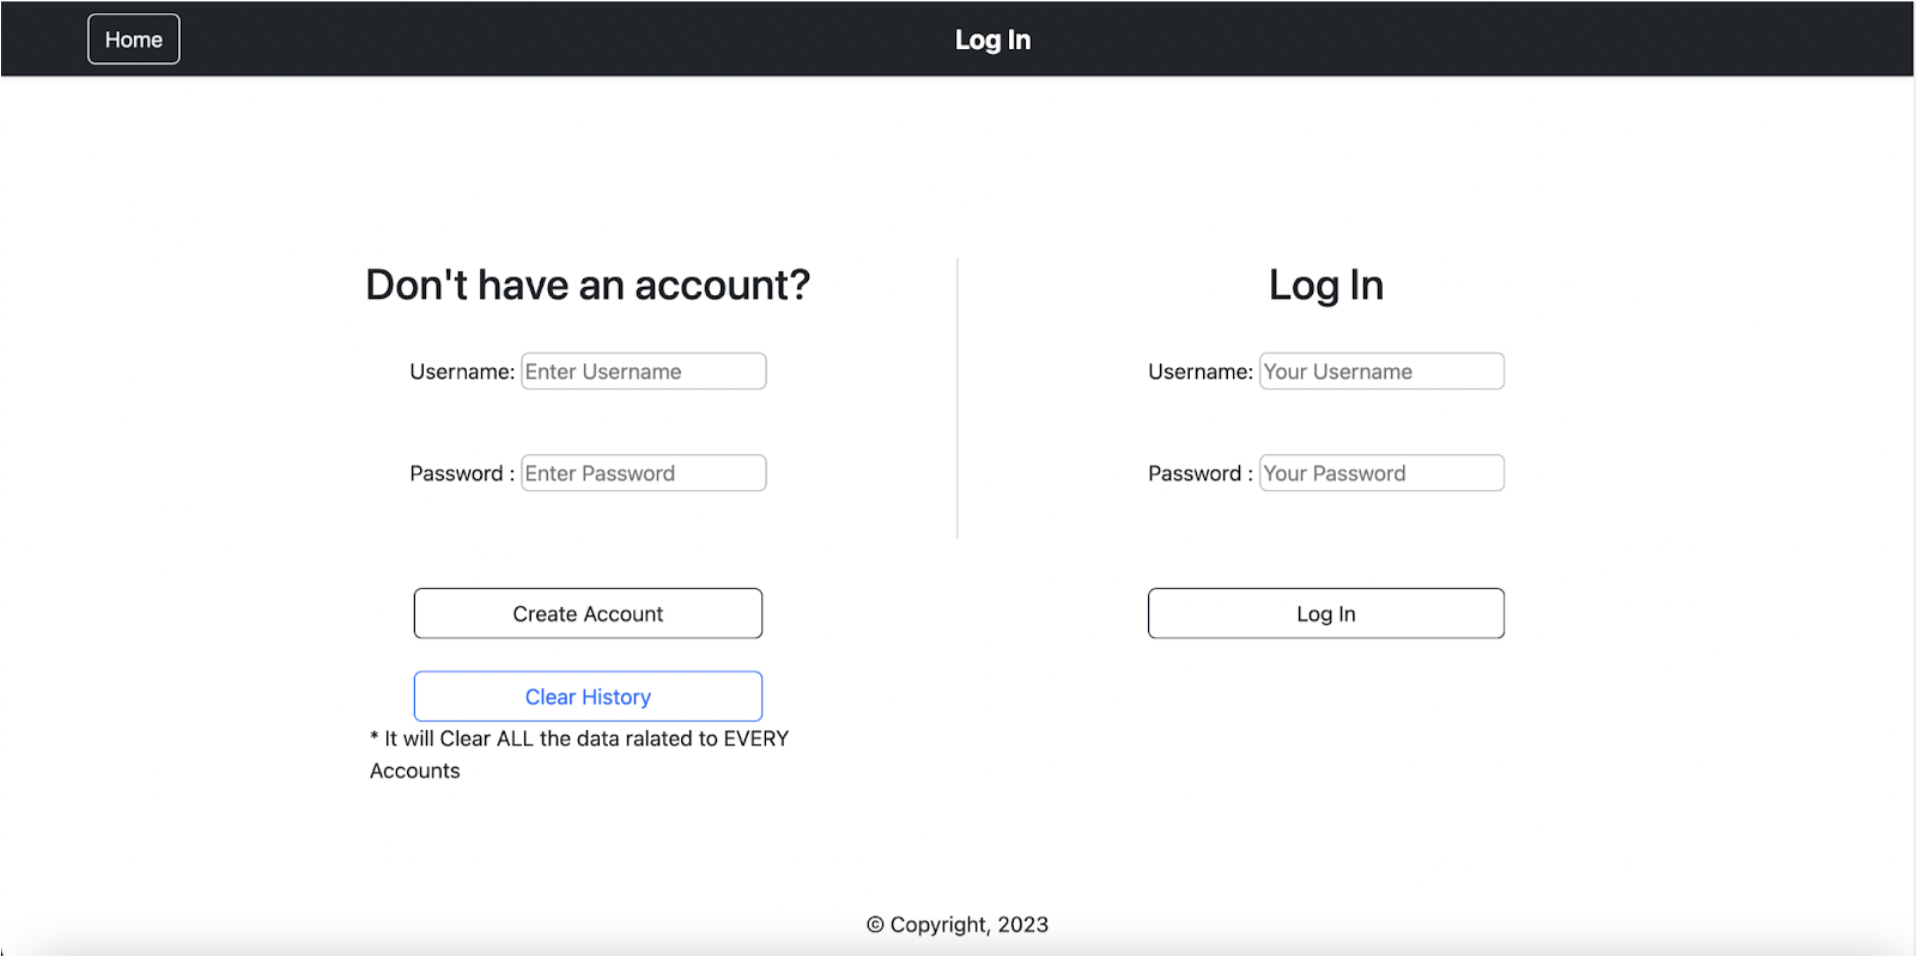 Home
Log In
Don't have an account?
Username: Enter Username
Password : Enter Password
Create Account
Clear History
* It will Clear ALL the data ralated to EVERY
Accounts
Log In
Username: Your Username
Password : Your Password
Log In
© Copyright, 2023